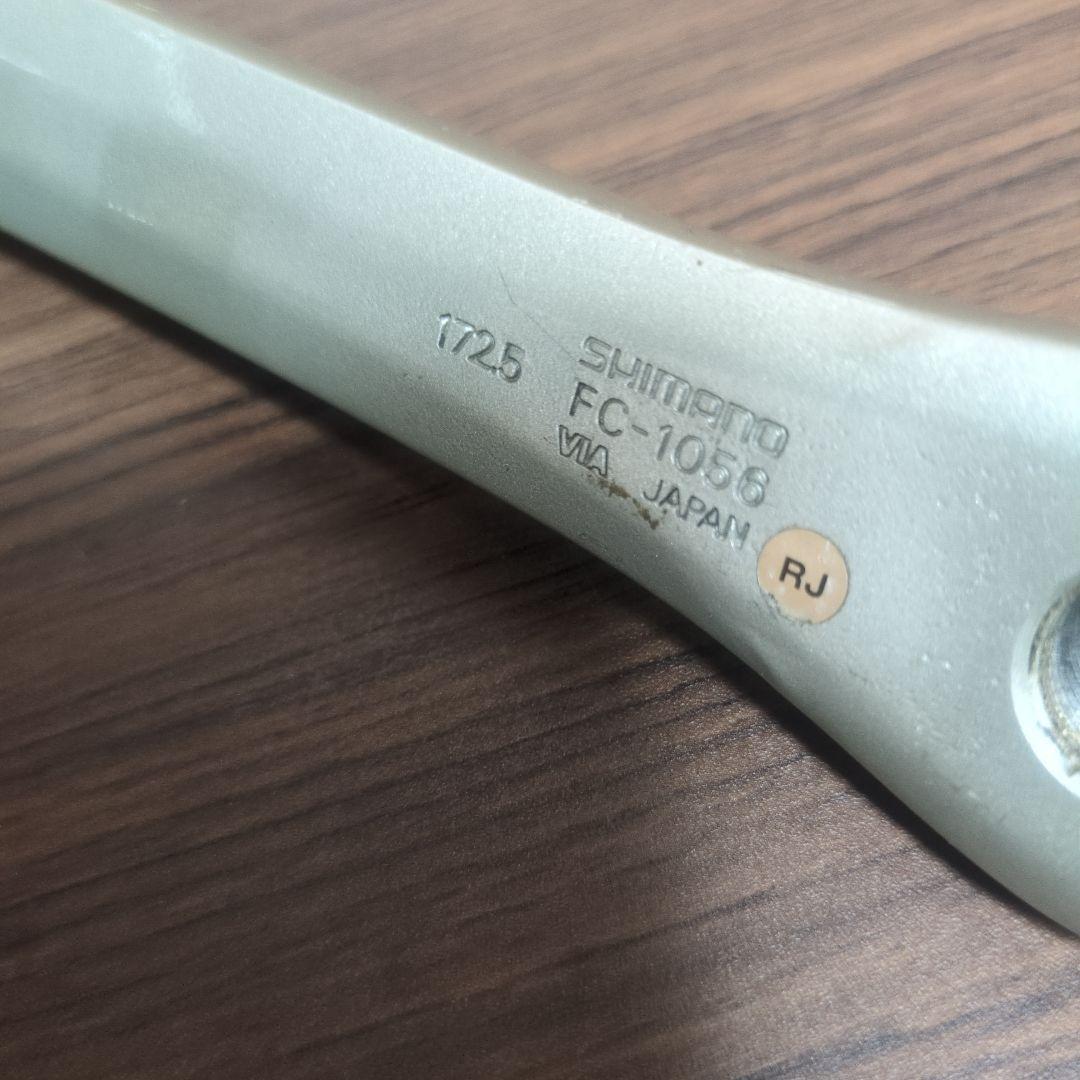 172.5
SHIMANO
FC-1056
VIA
JAPAN
RJ